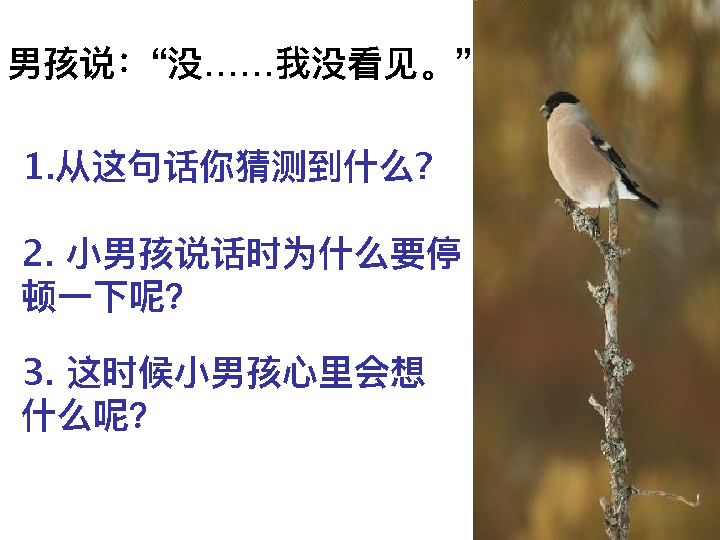 男孩说：“没……我没看见。”
1.从这句话你猜测到什么?
2. 小男孩说话时为什么要停
顿一下呢?
3. 这时候小男孩心里会想
什么呢?